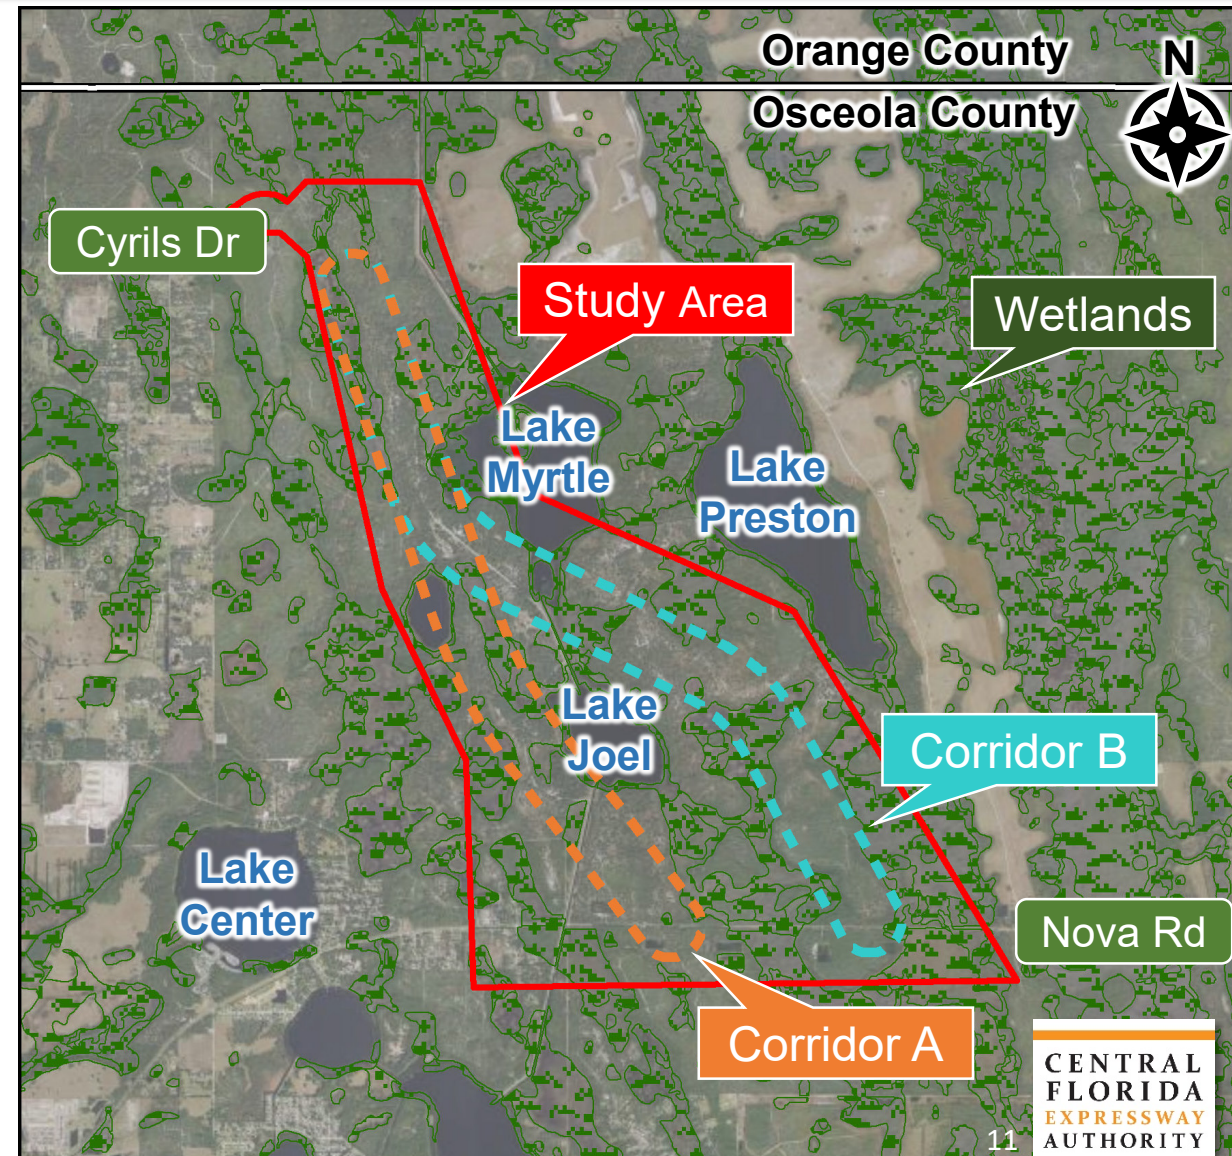 Orange County
N
Osceola County
Cyrils Dr
Study Area
Wetlands
Lake
Myrtle
Lake
Preston
Lake
Joel
Corridor B
Lake
Center
Nova Rd
Corridor A
CENTRAL
FLORIDA
EXPRESSWAY
AUTHORITY
11